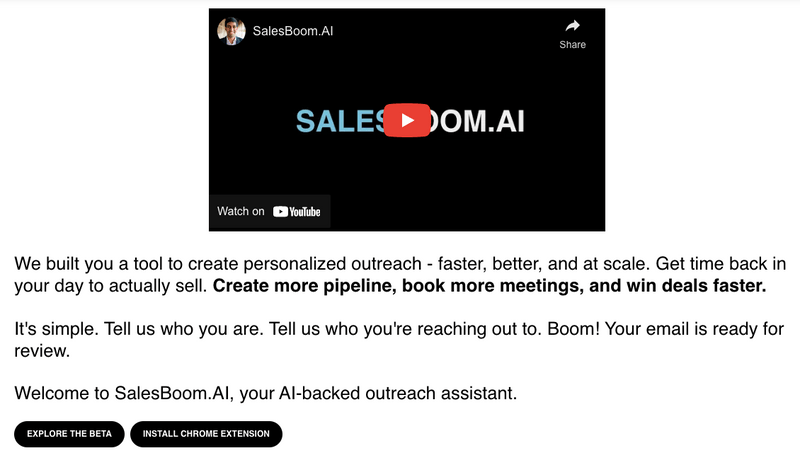 SalesBoom.AI
Share
SALES OOM.AI
Watch on YouTube
We built you a tool to create personalized outreach - faster, better, and at scale. Get time back in
your day to actually sell. Create more pipeline, book more meetings, and win deals faster.
It's simple. Tell us who you are. Tell us who you're reaching out to. Boom! Your email is ready for
review.
Welcome to SalesBoom.AI, your AI-backed outreach assistant.
EXPLORE THE BETA
INSTALL CHROME EXTENSION